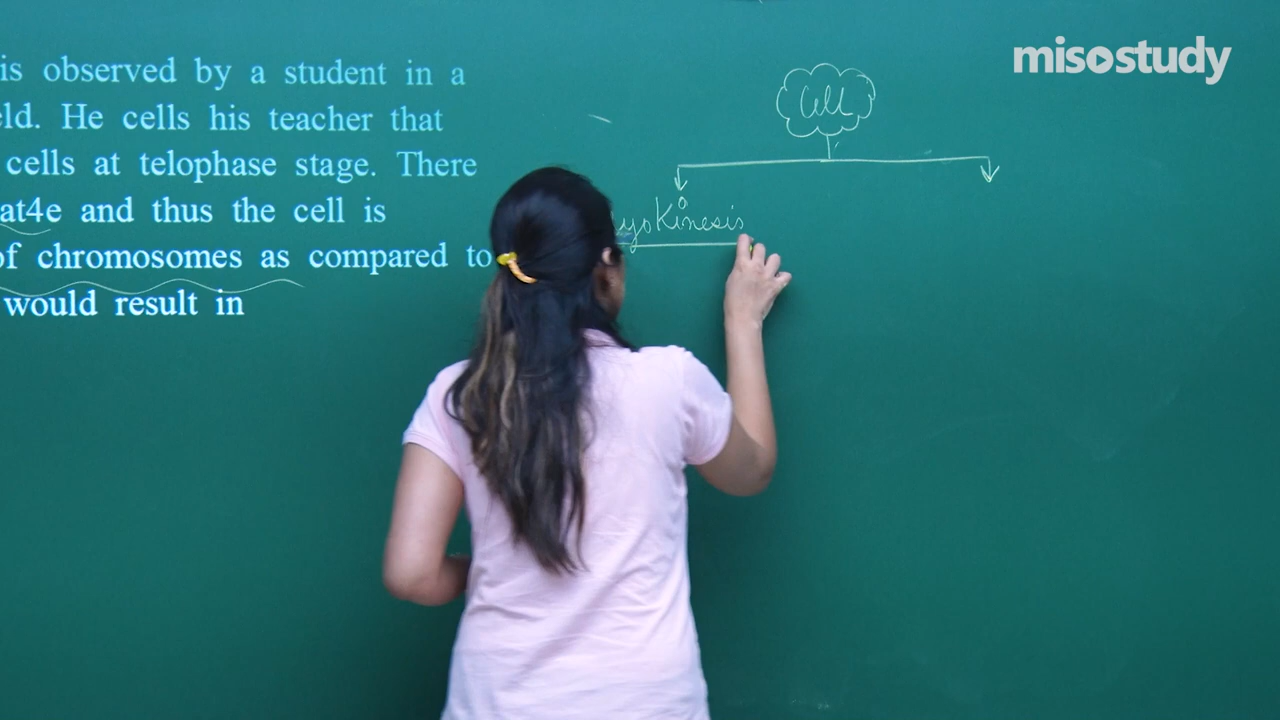 misostudy
is observed by a student in a
eld. He cells his teacher that
cells at telophase stage. There
at4e and thus the cell is
of chromosomes as compared to
would result in
Cell
yokinesis